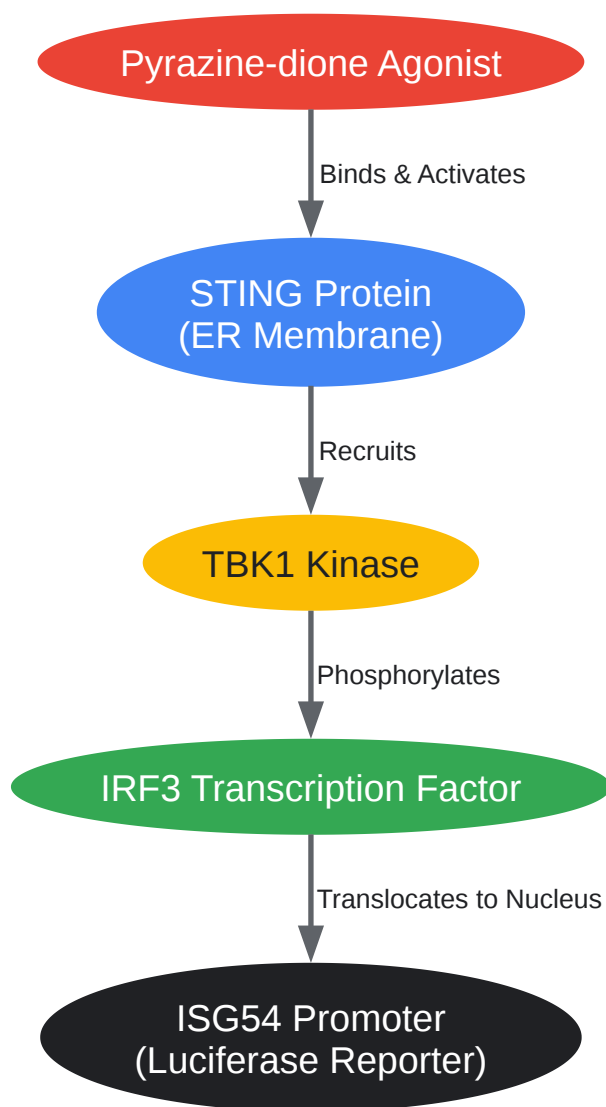 Pyrazine-dione Agonist
Binds & Activates
STING Protein
(ER Membrane)
Recruits
TBK1 Kinase
Phosphorylates
IRF3 Transcription Factor
Translocates to Nucleus
ISG54 Promoter
(Luciferase Reporter)